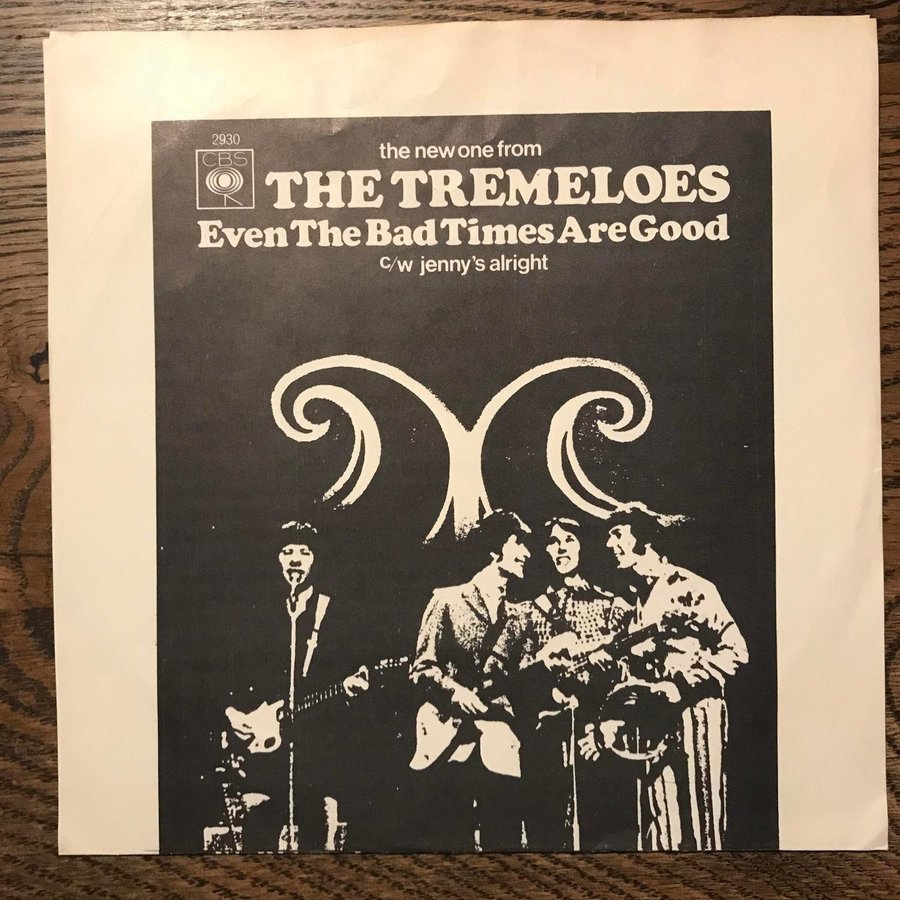 2930
CBS
the new one from
THE TREMELOES
Even The Bad Times Are Good
c/w jenny's alright